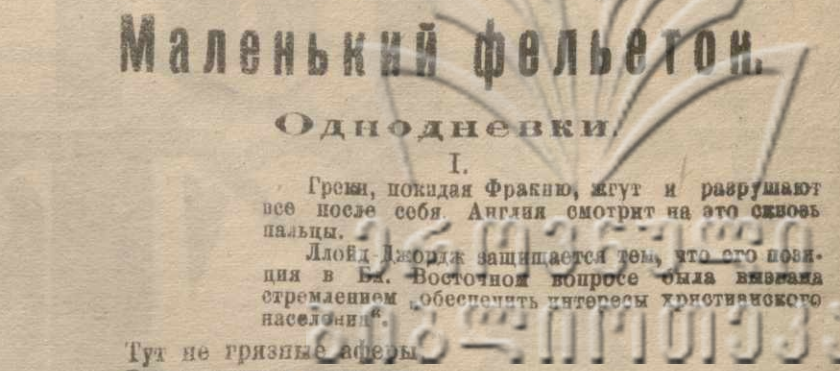 Маленький фельетон.
Однодневки.
I.
Греки, покидая Фракию, жгут и разрушают
все после себя. Англия смотрит на это сквозь
пальцы.
Ллойд-Джордж защищается тем, что его пози-
ция в Бл. Восточном вопросе была вызвана
стремлением „обеспечить интересы христианского
населения“.
Тут не грязные аферы,
ეროვნული
ბიბლიოთეკა